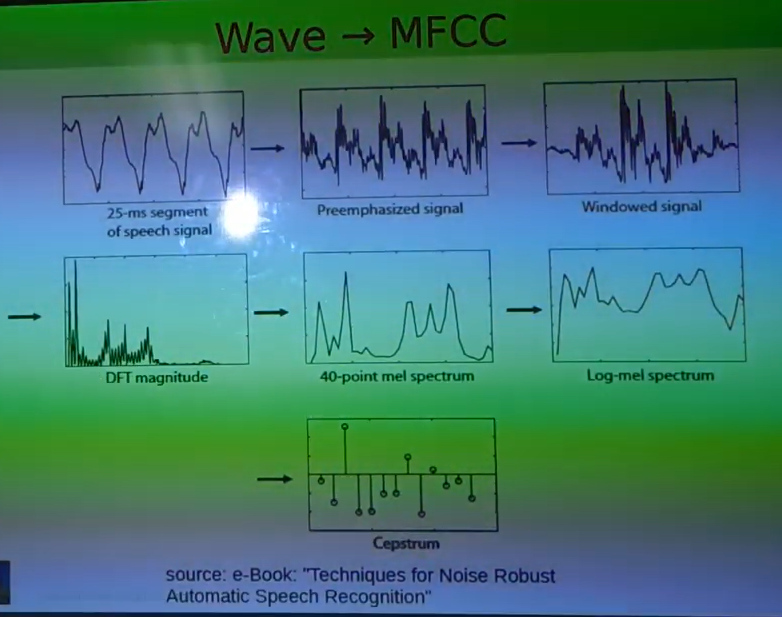 Wave → MFCC
25-ms segment
of speech signal
Preemphasized signal
Windowed signal
DFT magnitude
40-point mel spectrum
Log-mel spectrum
Cepstrum
source: e-Book: "Techniques for Noise Robust
Automatic Speech Recognition"